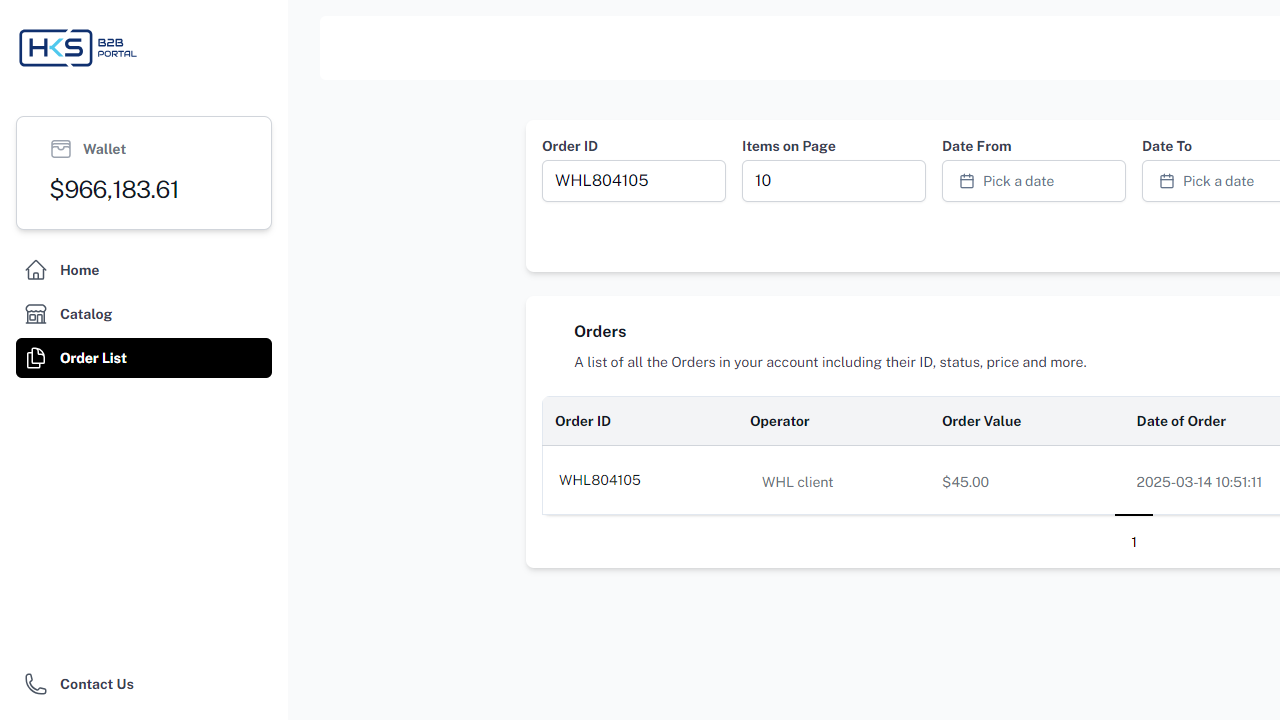 HKS B2B PORTAL
Wallet
$966,183.61
Home
Catalog
Order List
Contact Us
Order ID Items on Page Date From Date To
WHL804105 10 Pick a date Pick a date
Orders
A list of all the Orders in your account including their ID, status, price and more.
Order ID Operator Order Value Date of Order
WHL804105 WHL client $45.00 2025-03-14 10:51:11
1